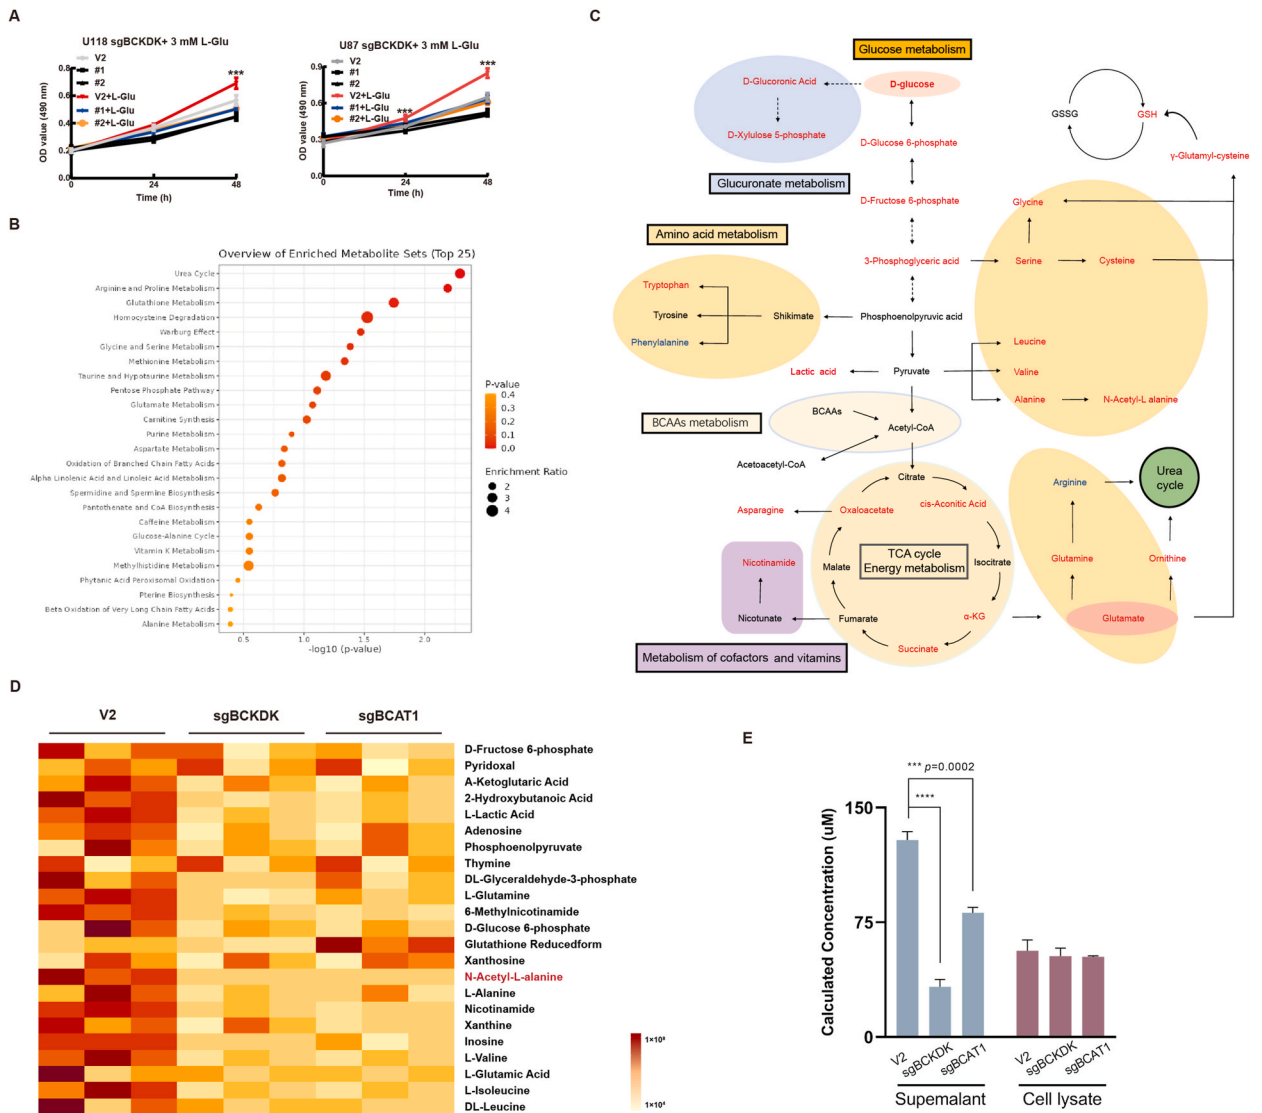 A
U118 sgBCKDK+ 3 mM L-Glu
V2
#1
#2
V2+L-Glu
#1+L-Glu
#2+L-Glu
***
OD value (490 nm)
0.8
0.6
0.4
0.2
0.0
0
24
48
Time (h)
U87 sgBCKDK+ 3 mM L-Glu
V2
#1
#2
V2+L-Glu
#1+L-Glu
#2+L-Glu
***
***
OD value (490 nm)
0.9
0.6
0.3
0.0
0
24
48
Time (h)
B
Overview of Enriched Metabolite Sets (Top 25)
Urea Cycle
Arginine and Proline Metabolism
Glutathione Metabolism
Homocysteine Degradation
Warburg Effect
Glycine and Serine Metabolism
Methionine Metabolism
Taurine and Hypotaurine Metabolism
Pentose Phosphate Pathway
Glutamate Metabolism
Carnitine Synthesis
Purine Metabolism
Aspartate Metabolism
Oxidation of Branched Chain Fatty Acids
Alpha Linolenic Acid and Linoleic Acid Metabolism
Spermidine and Spermine Biosynthesis
Pantothenate and CoA Biosynthesis
Caffeine Metabolism
Glucose-Alanine Cycle
Vitamin K Metabolism
Methylhistidine Metabolism
Phytanic Acid Peroxisomal Oxidation
Pterine Biosynthesis
Beta Oxidation of Very Long Chain Fatty Acids
Alanine Metabolism
0.5
1.0
1.5
2.0
-log10 (p-value)
P-value
0.4
0.3
0.2
0.1
0.0
Enrichment Ratio
2
3
4
C
Glucose metabolism
D-Glucoronic Acid
D-glucose
D-Xylulose 5-phosphate
D-Glucose 6-phosphate
Glucuronate metabolism
D-Fructose 6-phosphate
Amino acid metabolism
3-Phosphoglyceric acid
GSSG
GSH
γ-Glutamyl-cysteine
Glycine
Serine
Cysteine
Tryptophan
Tyrosine
Phenylalanine
Shikimate
Phosphoenolpyruvic acid
Lactic acid
Pyruvate
Leucine
Valine
Alanine
N-Acetyl-L alanine
BCAAs metabolism
BCAAs
Acetyl-CoA
Acetoacetyl-CoA
Citrate
Asparagine
Oxaloacetate
cis-Aconitic Acid
TCA cycle
Energy metabolism
Malate
Isocitrate
Nicotinamide
Nicotunate
Fumarate
α-KG
Succinate
Metabolism of cofactors and vitamins
Arginine
Urea
cycle
Glutamine
Ornithine
Glutamate
D
V2
sgBCKDK
sgBCAT1
D-Fructose 6-phosphate
Pyridoxal
A-Ketoglutaric Acid
2-Hydroxybutanoic Acid
L-Lactic Acid
Adenosine
Phosphoenolpyruvate
Thymine
DL-Glyceraldehyde-3-phosphate
L-Glutamine
6-Methylnicotinamide
D-Glucose 6-phosphate
Glutathione Reducedform
Xanthosine
N-Acetyl-L-alanine
L-Alanine
Nicotinamide
Xanthine
Inosine
L-Valine
L-Glutamic Acid
L-Isoleucine
DL-Leucine
1×10⁴
E
*** p=0.0002
****
Calculated Concentration (uM)
150
75
0
V2
sgBCKDK
sgBCAT1
V2
sgBCKDK
sgBCAT1
Supemalant
Cell lysate